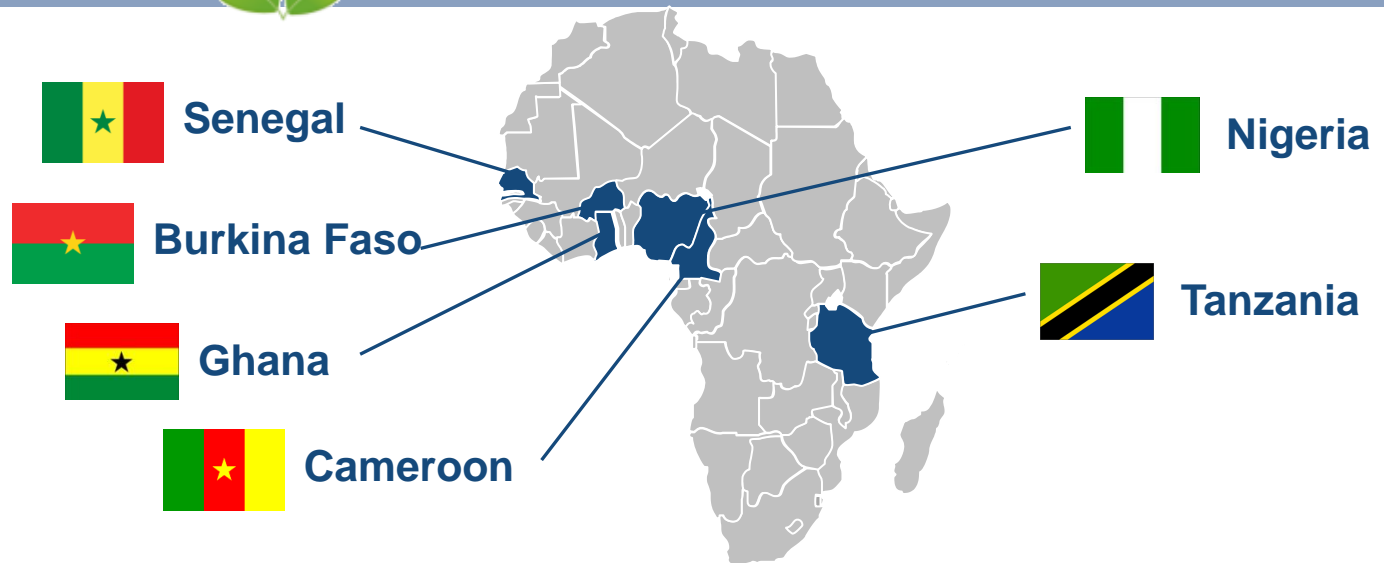 Senegal
Nigeria
Burkina Faso
Tanzania
Ghana
Cameroon